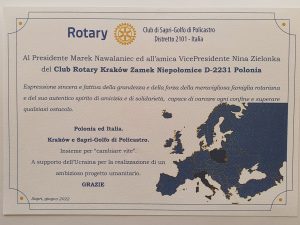 Rotary
Club di Sapri-Golfo di Policastro
Distretto 2101 - Italia
Al Presidente Marek Nawalaniec ed all'amica VicePresidente Nina Zielonka
del Club Rotary Kraków Zamek Niepołomice D-2231 Polonia
Espressione sincera e fattiva della grandezza e della forza della meravigliosa famiglia rotariana
e del suo autentico spirito di amicizia e di solidarietà, capace di varcare ogni confine e superare
qualsiasi ostacolo.
Polonia ed Italia.
Kraków e Sapri-Golfo di Policastro.
Insieme per "cambiare vite".
A supporto dell'Ucraina per la realizzazione di un
ambizioso progetto umanitario.
GRAZIE
Sapri, giugno 2022